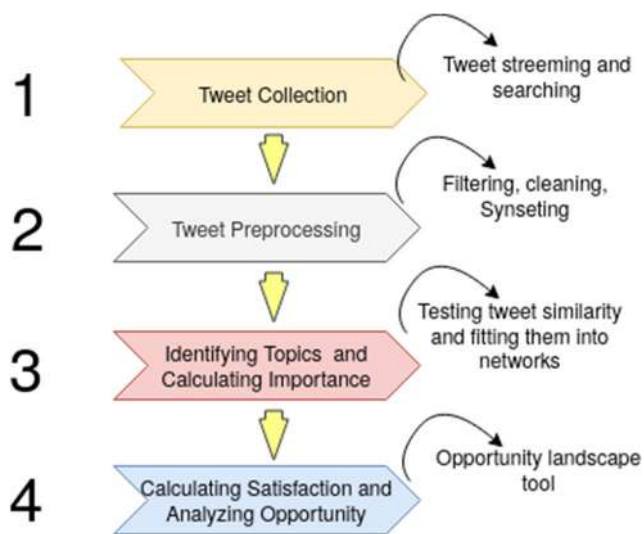 1
Tweet Collection
Tweet streeming and
searching
2
Tweet Preprocessing
Filtering, cleaning,
Synseting
3
Identifying Topics and
Calculating Importance
Testing tweet similarity
and fitting them into
networks
4
Calculating Satisfaction and
Analyzing Opportunity
Opportunity landscape
tool